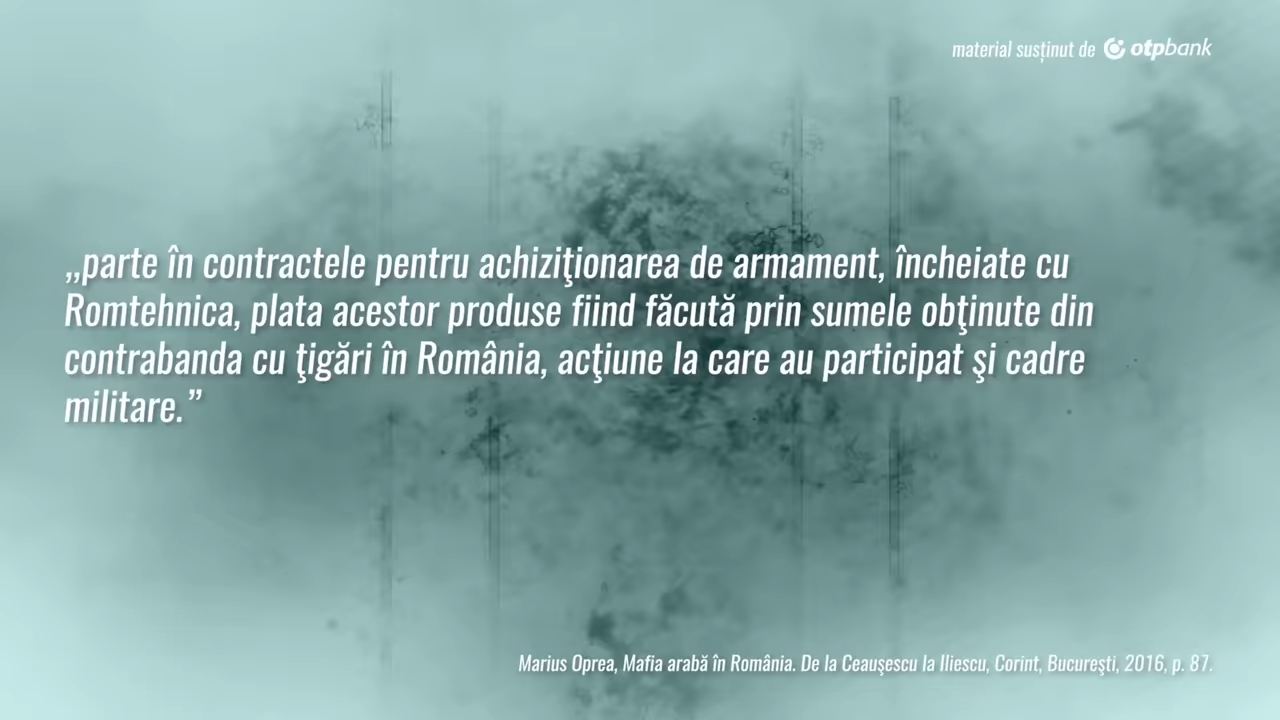 material susținut de otpbank
„parte în contractele pentru achiziţionarea de armament, încheiate cu
Romtehnica, plata acestor produse fiind făcută prin sumele obţinute din
contrabanda cu ţigări în România, acţiune la care au participat şi cadre
militare.”
Marius Oprea, Mafia arabă în România. De la Ceauşescu la Iliescu, Corint, Bucureşti, 2016, p. 87.